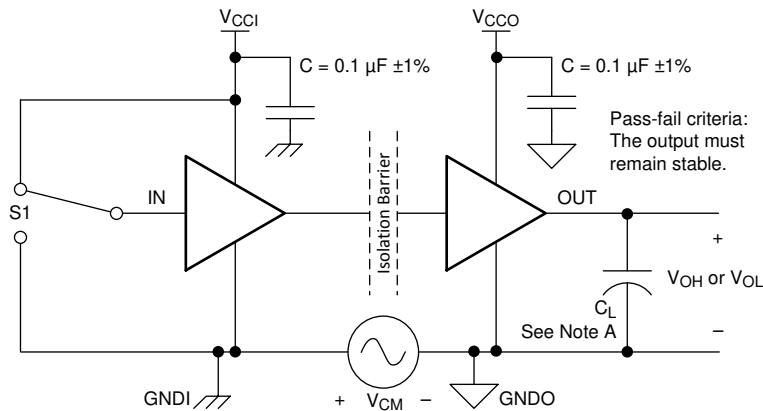 VCCI
VCCO
C = 0.1 µF ±1%
C = 0.1 µF ±1%
Pass-fail criteria:
The output must
remain stable.
Isolation Barrier
IN
OUT
S1
+
VOH or VOL
CL
See Note A
–
GNDI
+ VCM –
GNDO